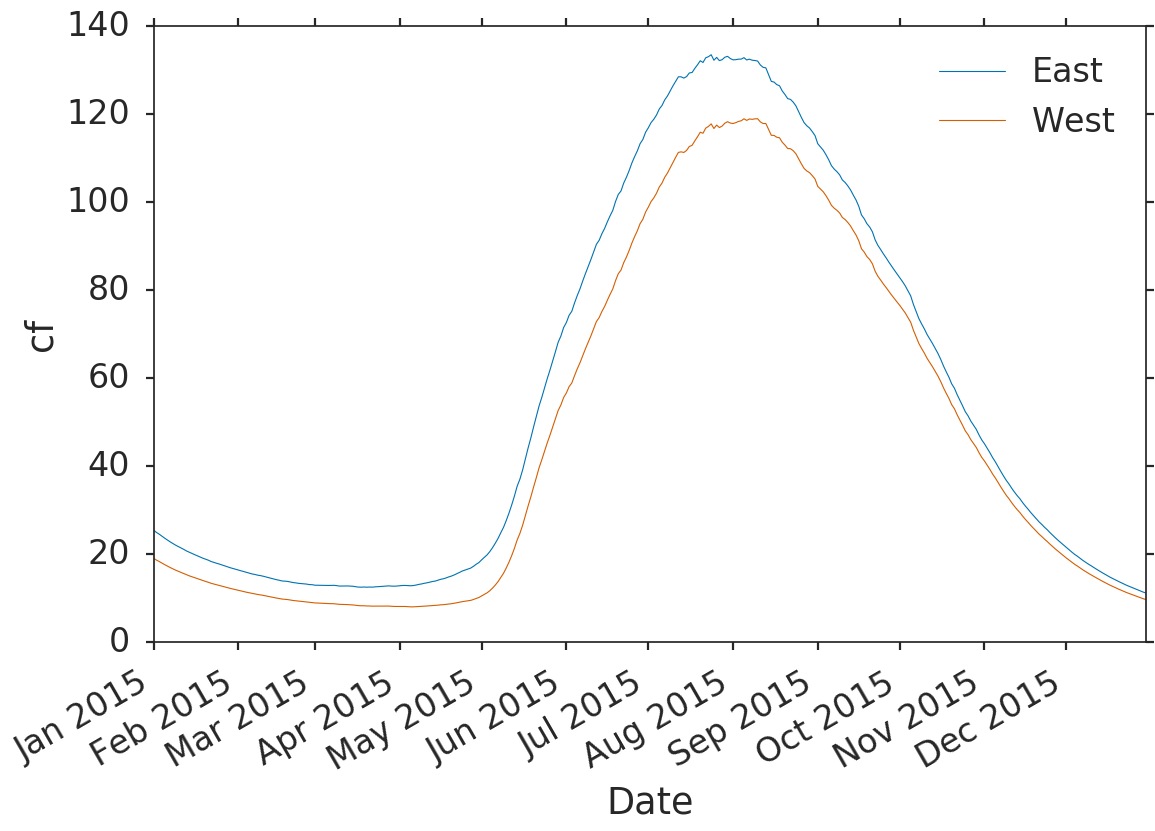 140
120
100
80
60
40
20
0
cf
East
West
Jan 2015
Feb 2015
Mar 2015
Apr 2015
May 2015
Jun 2015
Jul 2015
Aug 2015
Sep 2015
Oct 2015
Nov 2015
Dec 2015
Date